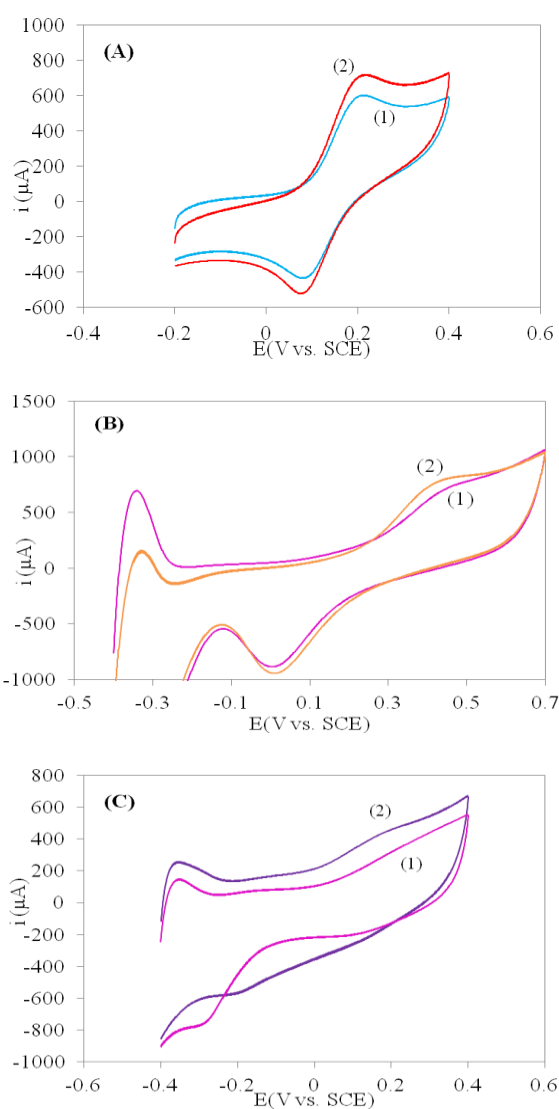 1000
(A)
800
(2)
600
(1)
400
200
0
-200
-400
-600
i (µA)
-0.4 -0.2 0 0.2 0.4 0.6
E(V vs. SCE)
1500
(B)
1000
(2)
(1)
500
0
-500
-1000
i (µA)
-0.5 -0.3 -0.1 0.1 0.3 0.5 0.7
E(V vs. SCE)
800
(C)
600
(2)
400
(1)
200
0
-200
-400
-600
-800
-1000
i (µA)
-0.6 -0.4 -0.2 0 0.2 0.4 0.6
E(V vs. SCE)